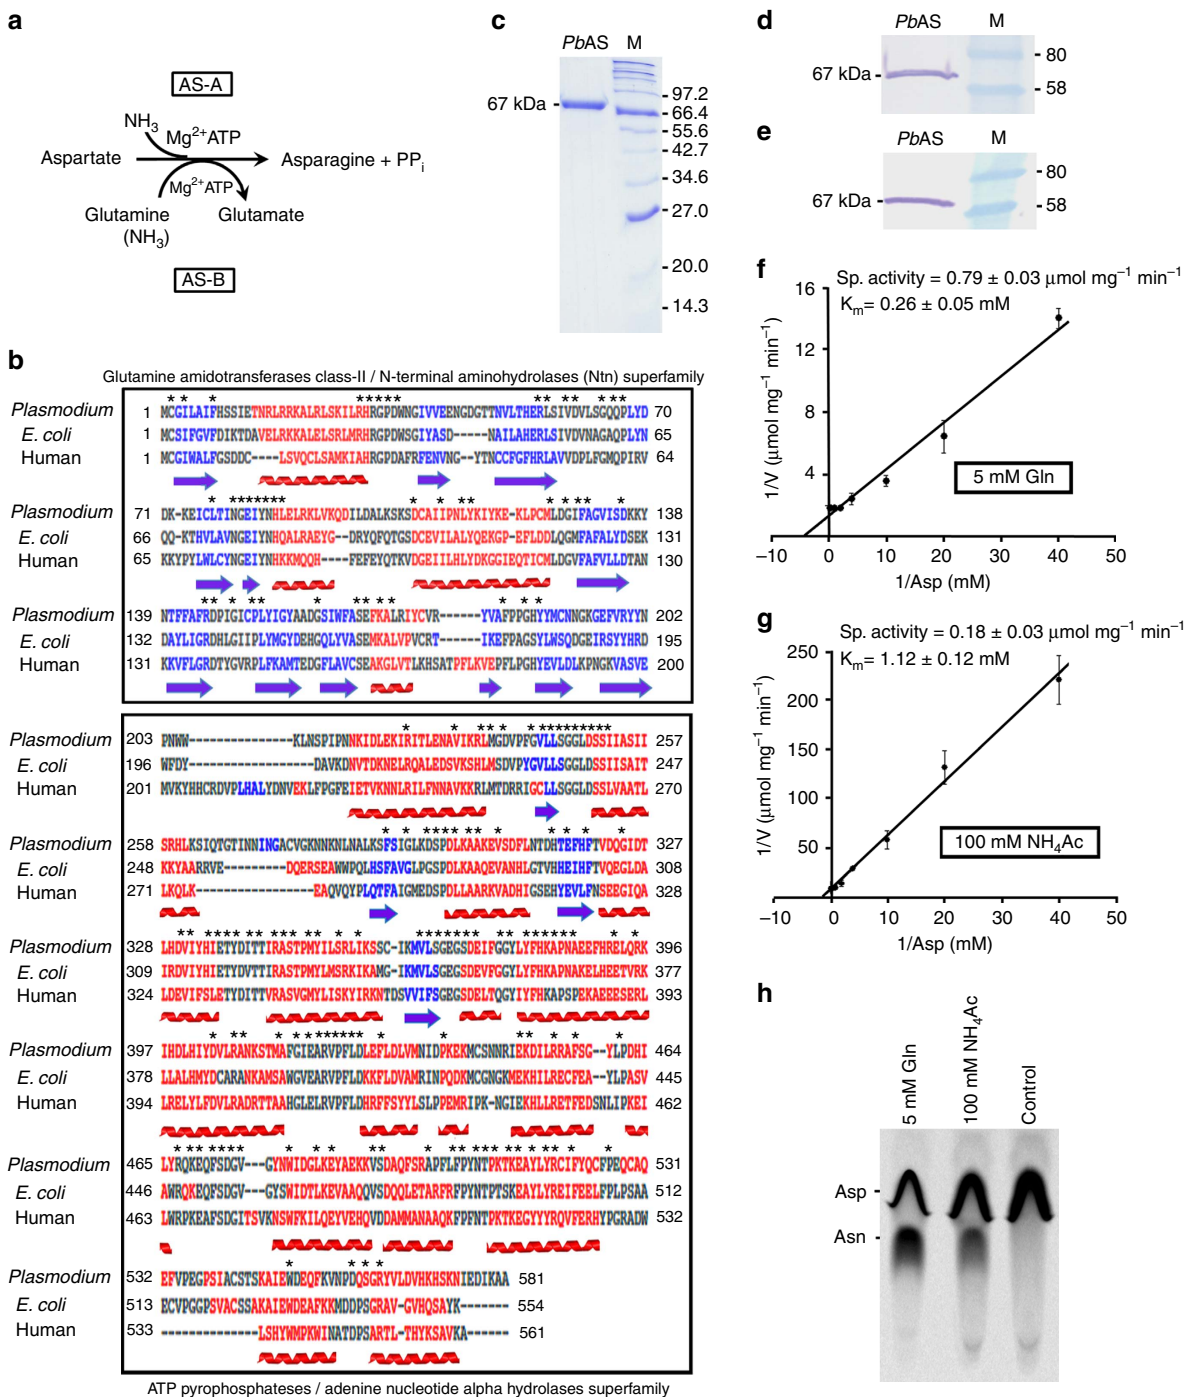 a
AS-A
NH3
Mg2+ATP
Aspartate
Asparagine + PPi
Mg2+ATP
Glutamine
(NH3)
Glutamate
AS-B
b
Glutamine amidotransferases class-II / N-terminal aminohydrolases (Ntn) superfamily
Plasmodium 1 MCGILAIFHSSIETNRLRRKALRLSKILRHRGPDWNGIVVEENGDGTTNVLTHERLSIVDVLSGQQPLYD 70
E. coli 1 MCSIFGVFDIKTDAVELRKKALELSRLMRHRGPDWSGIYASD-----NAILAHERLSIVDVNAGAQPLYN 65
Human 1 MCGIWALFGSDDC----LSVQCLSAMKIAHRGPDAFRFENVNG----YTNCCFGFHRLAVVDPLFGMQPIRV 64
Plasmodium 71 DK-KEICLTINGEIYNHLELRKLVKQDILDALKSKSDCAIIPNLYKIYKE-KLPCMLDGIFAGVISDKKY 138
E. coli 66 QQ-KTHVLAVNGEIYNHQALRAEYG--DRYQFQTGSDCEVILALYQEKGP-EFLDDLQGMFAFALYDSEK 131
Human 65 KKYPYLWLCYNGEIYNHKKMQQH---FEFEYQTKVDGEIILHLYDKGGIEQTICMLDGVFAFVLLDTAN 130
Plasmodium 139 NTFFAFRDPIGICPLYIGYAADGSIWFASEFKALRIYCVR------YVAFPPGHYYMCNNGKGEFVRYYN 202
E. coli 132 DAYLIGRDHLGIIPLYMGYDEHGQLYVASEMKALVPVCRT------IKEFPAGSYLWSQDGEIRSYYHRD 195
Human 131 KKVFLGRDTYGVRPLFKAMTEDGFLAVCSEAKGLVTLKHSATPFLKVEPFLPGHYEVLDLKPNGKVASVE 200
Plasmodium 203 PNWW---------------KLNSPIPNNKIDLEKIRITLENAVIKRLMGDVPFGVLLSGGLDSSIIASII 257
E. coli 196 WFDY------------------DAVKDNVTDKNELRQALEDSVKSHLMSDVPYGVLLSGGLDSSIISAIT 247
Human 201 MVKYHHCRDVPLHALYDNVEKLFPGFEIETVKNNLRILFNNAVKKRLMTDRRIGCLLSGGLDSSLVAATL 270
Plasmodium 258 SRHLKSIQTGTINNINGACVGKNNKNLNALKSFSIGLKDSPDLKAAKEVSDFLNTDHTEFHFTVDQGIDT 327
E. coli 248 KKYAARRVE---------DQERSEAWWPQLHSFAVGLPGSPDLKAAQEVANHLGTVHHEIHFTVQEGLDA 308
Human 271 LKQLK----------------EAQVQYPLQTFAIGMEDSPDLLAARKVADHIGSEHYEVLFNSEEGIQA 328
Plasmodium 328 LHDVIYHIETYDITTIRASTPMYILSRLIKSSC-IKMVLSGEGSDEIFGGYLYFHKAPNAEEFHRELQRK 396
E. coli 309 IRDVIYHIETYDVTTIRASTPMYLMSRKIKAMG-IKMVLSGEGSDEVFGGYLYFHKAPNAKELHEETVRK 377
Human 324 LDEVIFSLETYDITTVRASVGMYLISKYIRKNTDSVVIFSGEGSDELTQGYIYFHKAPSPEKAEEESERL 393
Plasmodium 397 IHDLHIYDVLRANKSTMAFGIEARVPFLDLEFLDLVMNIDPKEKMCSNNRIEKDILRRAFSG--YLPDHI 464
E. coli 378 LLALHMYDCARANKAMSAWGVEARVPFLDKKFLDVAMRINPQDKMCGNGKMEKHILRECFEA--YLPASV 445
Human 394 LRELYLFDVLRADRTTAAHGLELRVPFLDHRFFSYYLSLPPEMRIPK-NGIEKHLLRETFEDSNLIPKEI 462
Plasmodium 465 LYRQKEQFSDGV---GYNWIDGLKEYAEKKVSDAQFSRAPFLFPYNTPKTKEAYLYRCIFYQCFPEQCAQ 531
E. coli 446 AWRQKEQFSDGV---GYSWIDTLKEVAAQQVSDQQLETARFRFPYNTPTSKEAYLYREIFEELFPLPSAA 512
Human 463 LWRPKEAFSDGITSVKNSWFKILQEYVEHQVDDAMMANAAQKFPFNTPKTKEGYYYRQVFERHYPGRADW 532
Plasmodium 532 EFVPEGPSIACSTSKAIEWDEQFKVNPDQSGRYVLDVHKHSKNIEDIKAA 581
E. coli 513 ECVPGGPSVACSSAKAIEWDEAFKKMDDPSGRAV-GVHQSAYK------- 554
Human 533 --------------LSHYWMPKWINATDPSARTL-THYKSAVKA------ 561
ATP pyrophosphateses / adenine nucleotide alpha hydrolases superfamily
c
PbAS M
67 kDa
97.2
66.4
55.6
42.7
34.6
27.0
20.0
14.3
d
PbAS M
67 kDa
80
58
e
PbAS M
67 kDa
80
58
f
Sp. activity = 0.79 ± 0.03 µmol mg−1 min−1
Km= 0.26 ± 0.05 mM
1/V (µmol mg−1 min−1)
16
12
8
4
5 mM Gln
−10 0 10 20 30 40 50
1/Asp (mM)
g
Sp. activity = 0.18 ± 0.03 µmol mg−1 min−1
Km= 1.12 ± 0.12 mM
1/V (µmol mg−1 min−1)
250
200
150
100
50
100 mM NH4Ac
−10 0 10 20 30 40 50
1/Asp (mM)
h
5 mM Gln
100 mM NH4Ac
Control
Asp
Asn